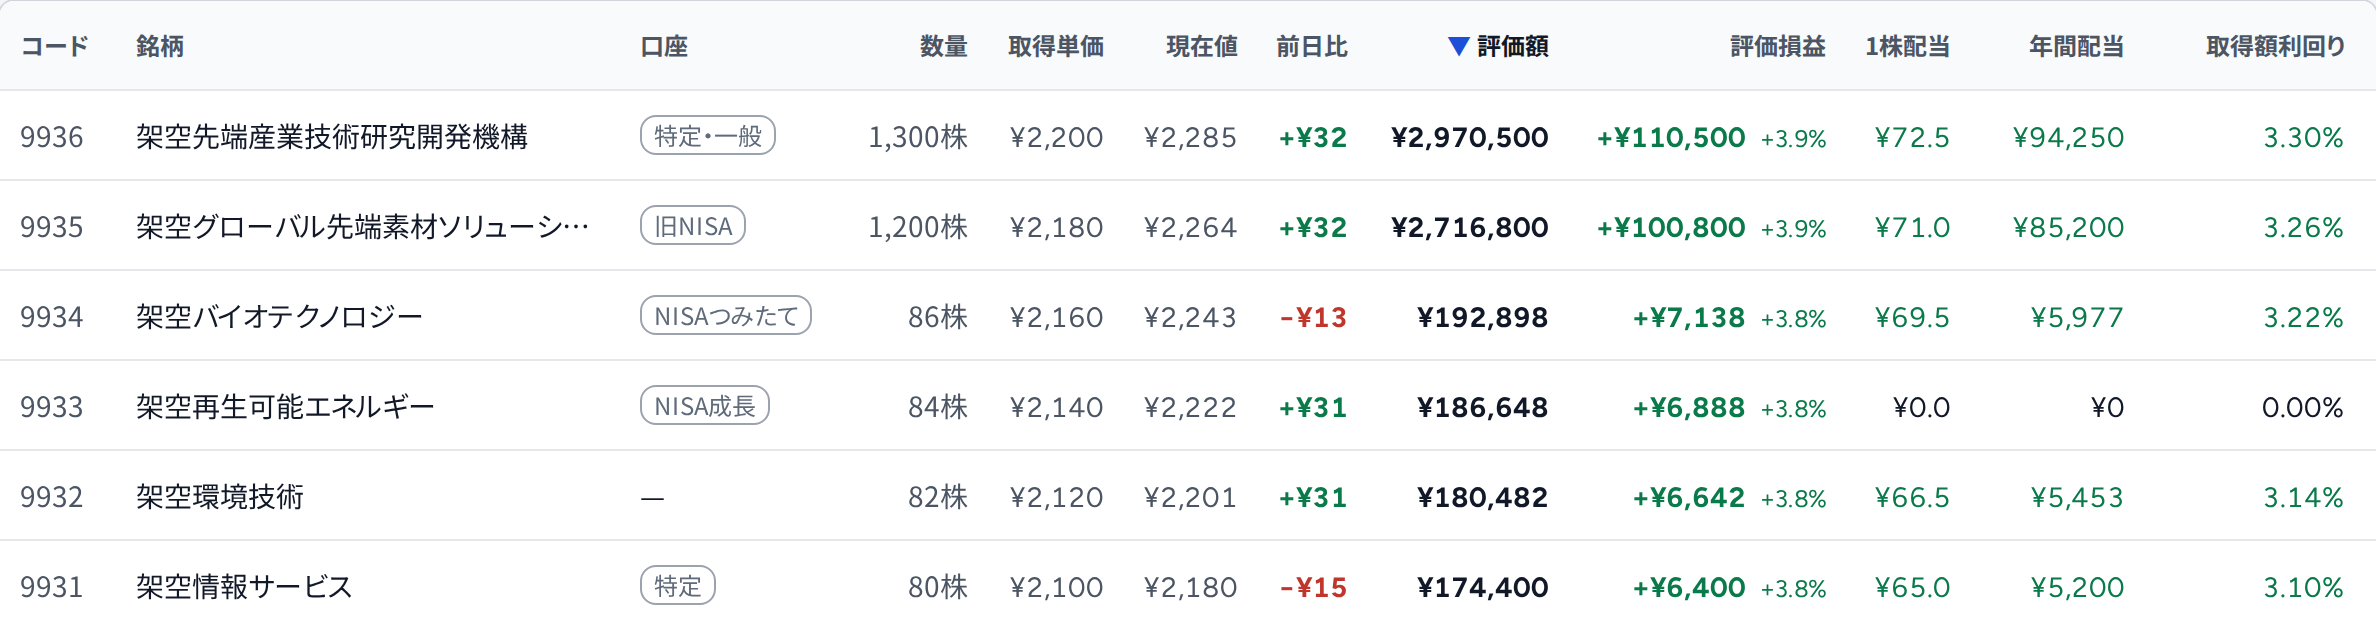 コード 銘柄 口座 数量 取得単価 現在値 前日比 ▼評価額 評価損益 1株配当 年間配当 取得額利回り
9936 架空先端産業技術研究開発機構 特定・一般 1,300株 ¥2,200 ¥2,285 +¥32 ¥2,970,500 +¥110,500 +3.9% ¥72.5 ¥94,250 3.30%
9935 架空グローバル先端素材ソリューシ… 旧NISA 1,200株 ¥2,180 ¥2,264 +¥32 ¥2,716,800 +¥100,800 +3.9% ¥71.0 ¥85,200 3.26%
9934 架空バイオテクノロジー NISAつみたて 86株 ¥2,160 ¥2,243 -¥13 ¥192,898 +¥7,138 +3.8% ¥69.5 ¥5,977 3.22%
9933 架空再生可能エネルギー NISA成長 84株 ¥2,140 ¥2,222 +¥31 ¥186,648 +¥6,888 +3.8% ¥0.0 ¥0 0.00%
9932 架空環境技術 — 82株 ¥2,120 ¥2,201 +¥31 ¥180,482 +¥6,642 +3.8% ¥66.5 ¥5,453 3.14%
9931 架空情報サービス 特定 80株 ¥2,100 ¥2,180 -¥15 ¥174,400 +¥6,400 +3.8% ¥65.0 ¥5,200 3.10%